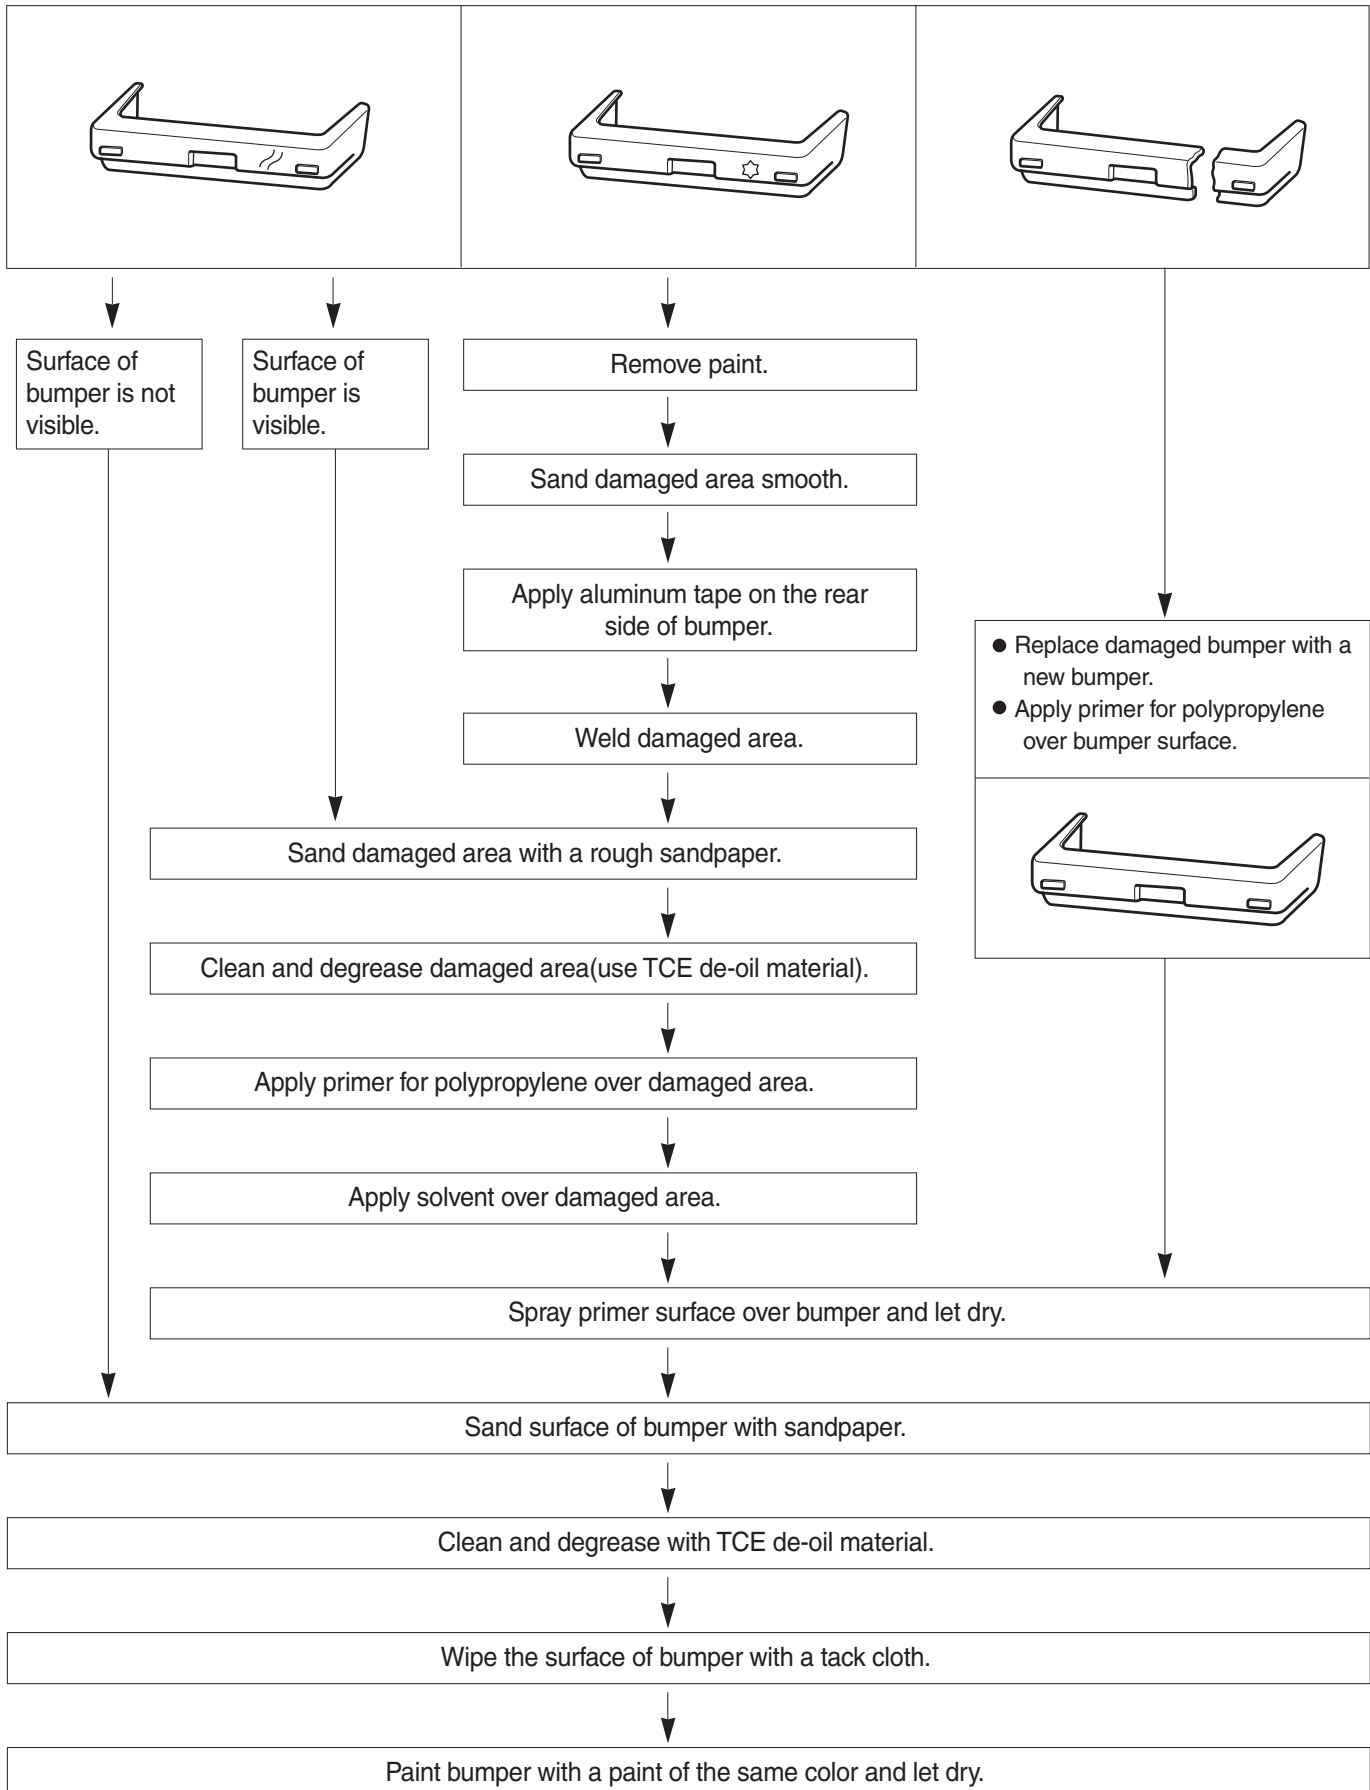 Surface of
bumper is not
visible.
Surface of
bumper is
visible.
Remove paint.
Sand damaged area smooth.
Apply aluminum tape on the rear
side of bumper.
Weld damaged area.
● Replace damaged bumper with a
new bumper.
● Apply primer for polypropylene
over bumper surface.
Sand damaged area with a rough sandpaper.
Clean and degrease damaged area(use TCE de-oil material).
Apply primer for polypropylene over damaged area.
Apply solvent over damaged area.
Spray primer surface over bumper and let dry.
Sand surface of bumper with sandpaper.
Clean and degrease with TCE de-oil material.
Wipe the surface of bumper with a tack cloth.
Paint bumper with a paint of the same color and let dry.